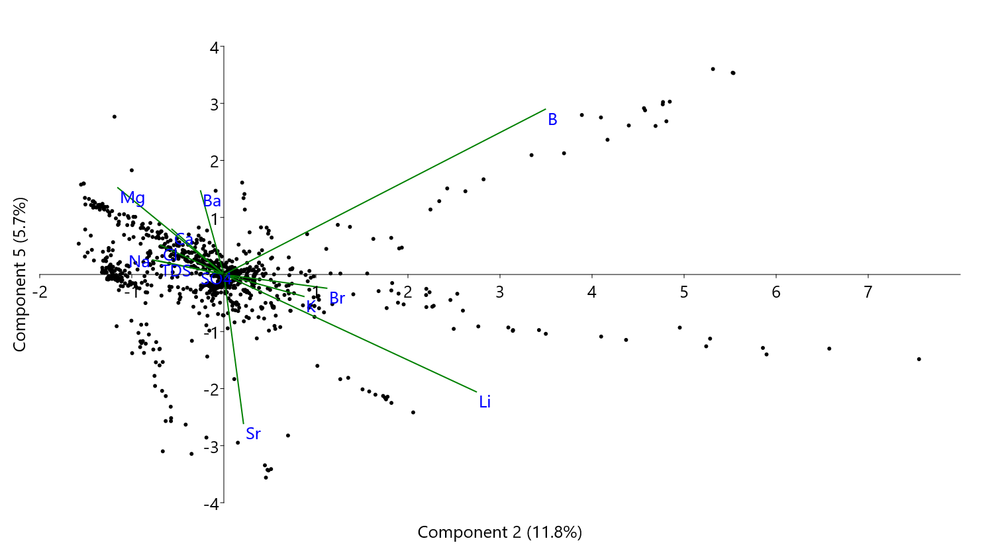 4
3
B
2
Mg
Ba
1
Ca
Cl
Na
TDS
SO4
-2
-1
1
2
3
4
5
6
7
Br
K
-1
-2
Li
Sr
-3
-4
Component 5 (5.7%)
Component 2 (11.8%)